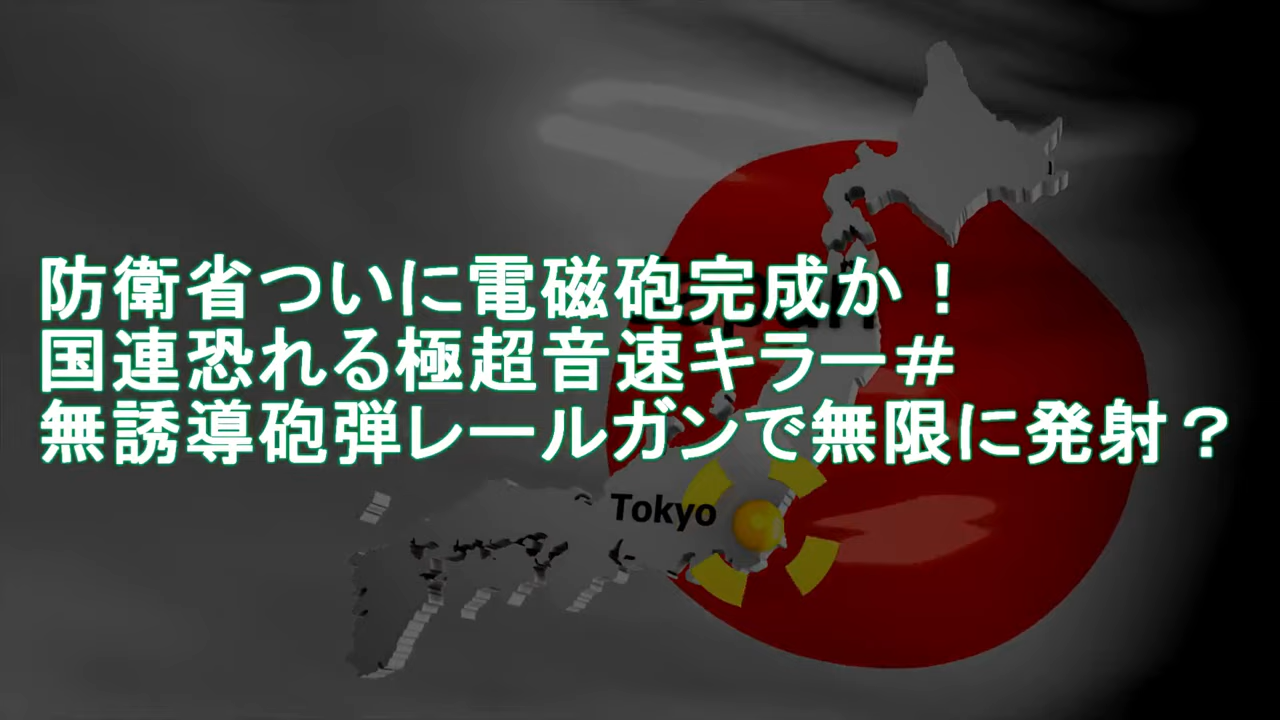 防衛省ついに電磁砲完成か！
国連恐れる極超音速キラー＃
無誘導砲弾レールガンで無限に発射？
Japan
Tokyo